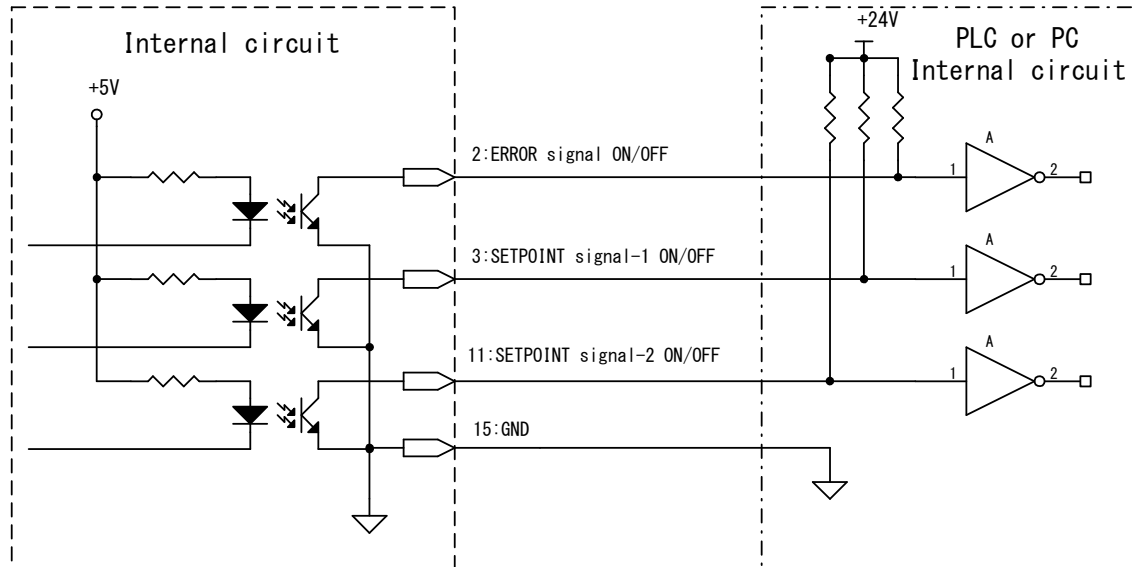 Internal circuit
+5V
+24V
PLC or PC
Internal circuit
2:ERROR signal ON/OFF
A
1
2
3:SETPOINT signal-1 ON/OFF
A
1
2
11:SETPOINT signal-2 ON/OFF
A
1
2
15:GND